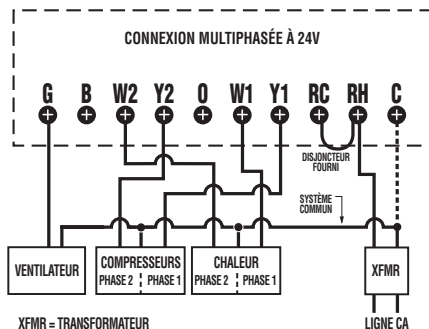 CONNEXION MULTIPHASÉE À 24V
G B W2 Y2 O W1 Y1 RC RH C
DISJONCTEUR
FOURNI
SYSTÈME
COMMUN
VENTILATEUR
COMPRESSEURS
PHASE 2 PHASE 1
CHALEUR
PHASE 2 PHASE 1
XFMR
XFMR = TRANSFORMATEUR
LIGNE CA